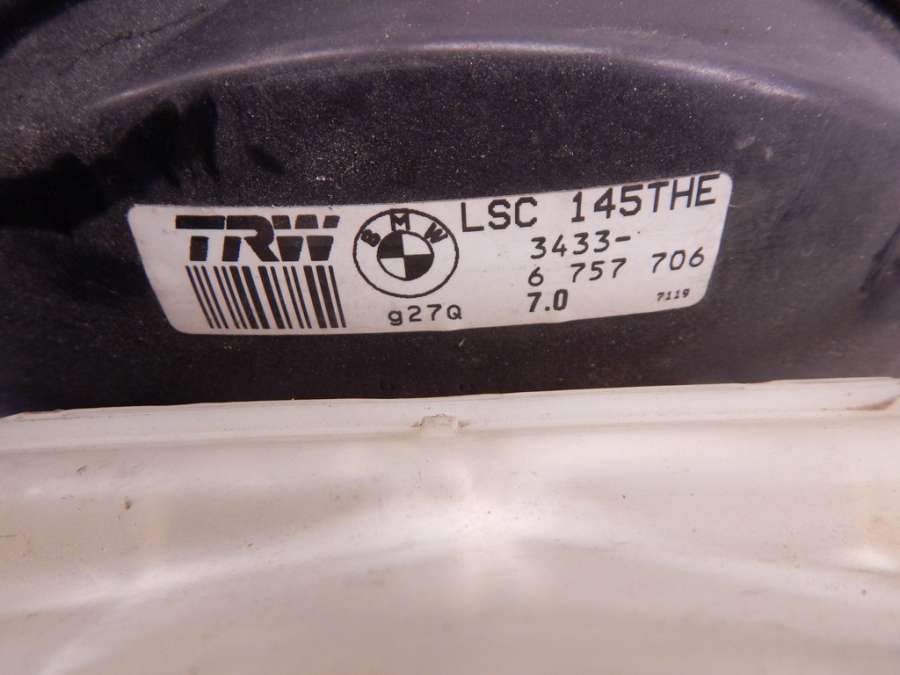 TRW
BMW
LSC 145THE
3433-
6 757 706
g27Q
7.0
7119